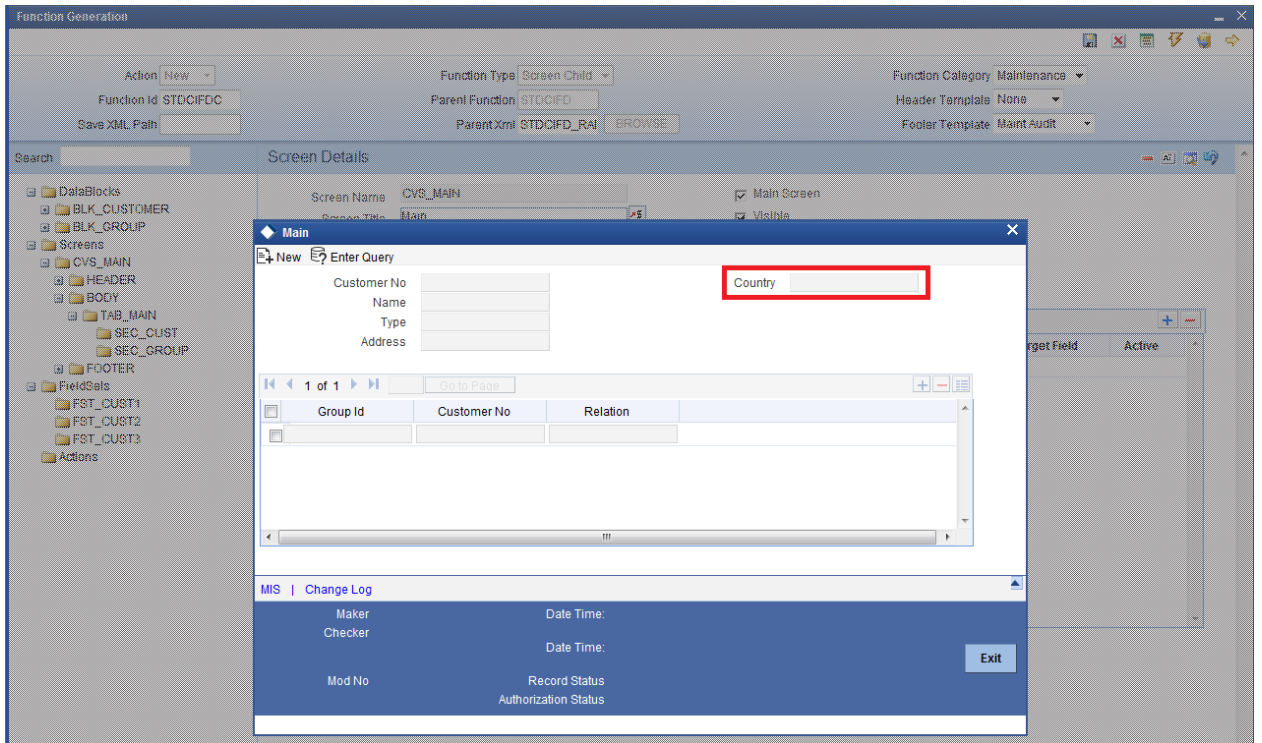 Function Generation
Action New
Function Type Screen Child
Function Category Maintenance
Function Id STDCIFDC
Parent Function STDCIFD
Header Template None
Save XML Path
Parent Xml STDCIFD_RAI BROWSE
Footer Template Maint Audit
Search
Screen Details
DataBlocks
BLK_CUSTOMER
BLK_GROUP
Screens
CVS_MAIN
HEADER
BODY
TAB_MAIN
SEC_CUST
SEC_GROUP
FOOTER
FieldSets
FST_CUST1
FST_CUST2
FST_CUST3
Actions
Screen Name CVS_MAIN
Main Screen
Screen Title Main
Visible
rget Field Active
Main
New Enter Query
Customer No
Country
Name
Type
Address
1 of 1 Go to Page
Group Id Customer No Relation
MIS | Change Log
Maker Date Time:
Checker
Date Time:
Exit
Mod No Record Status
Authorization Status